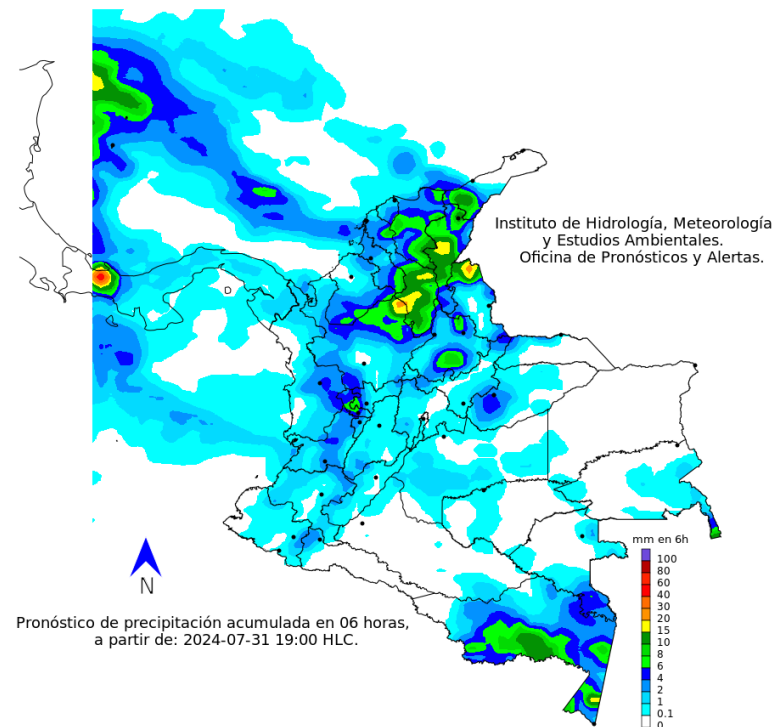 Instituto de Hidrología, Meteorología
y Estudios Ambientales.
Oficina de Pronósticos y Alertas.
mm en 6h
100
80
60
40
30
20
15
10
8
6
4
2
1
0.1
0
N
Pronóstico de precipitación acumulada en 06 horas,
a partir de: 2024-07-31 19:00 HLC.